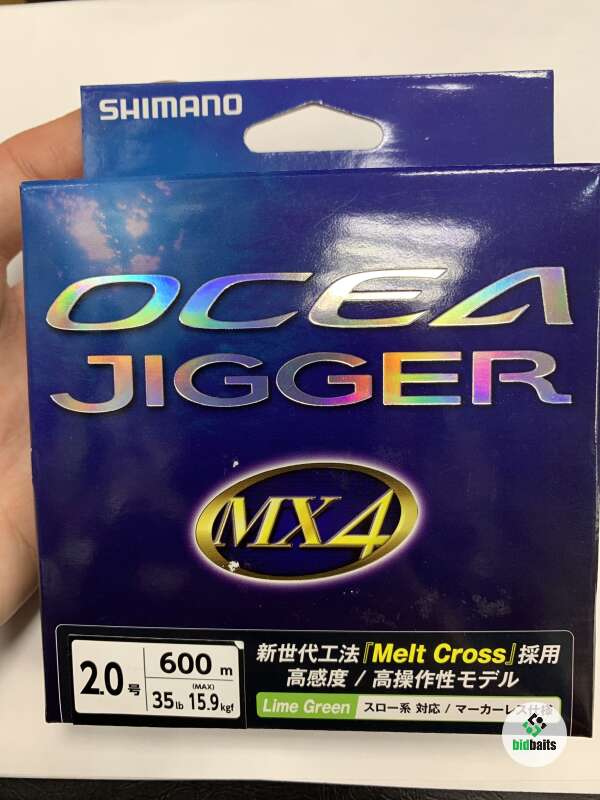 SHIMANO
OCEA
JIGGER
MX4
2.0号
600 m
(MAX)
35lb 15.9kgf
新世代工法『Melt Cross』採用
高感度 / 高操作性モデル
Lime Green スロー系 対応 / マーカーレス仕様
bidbaits